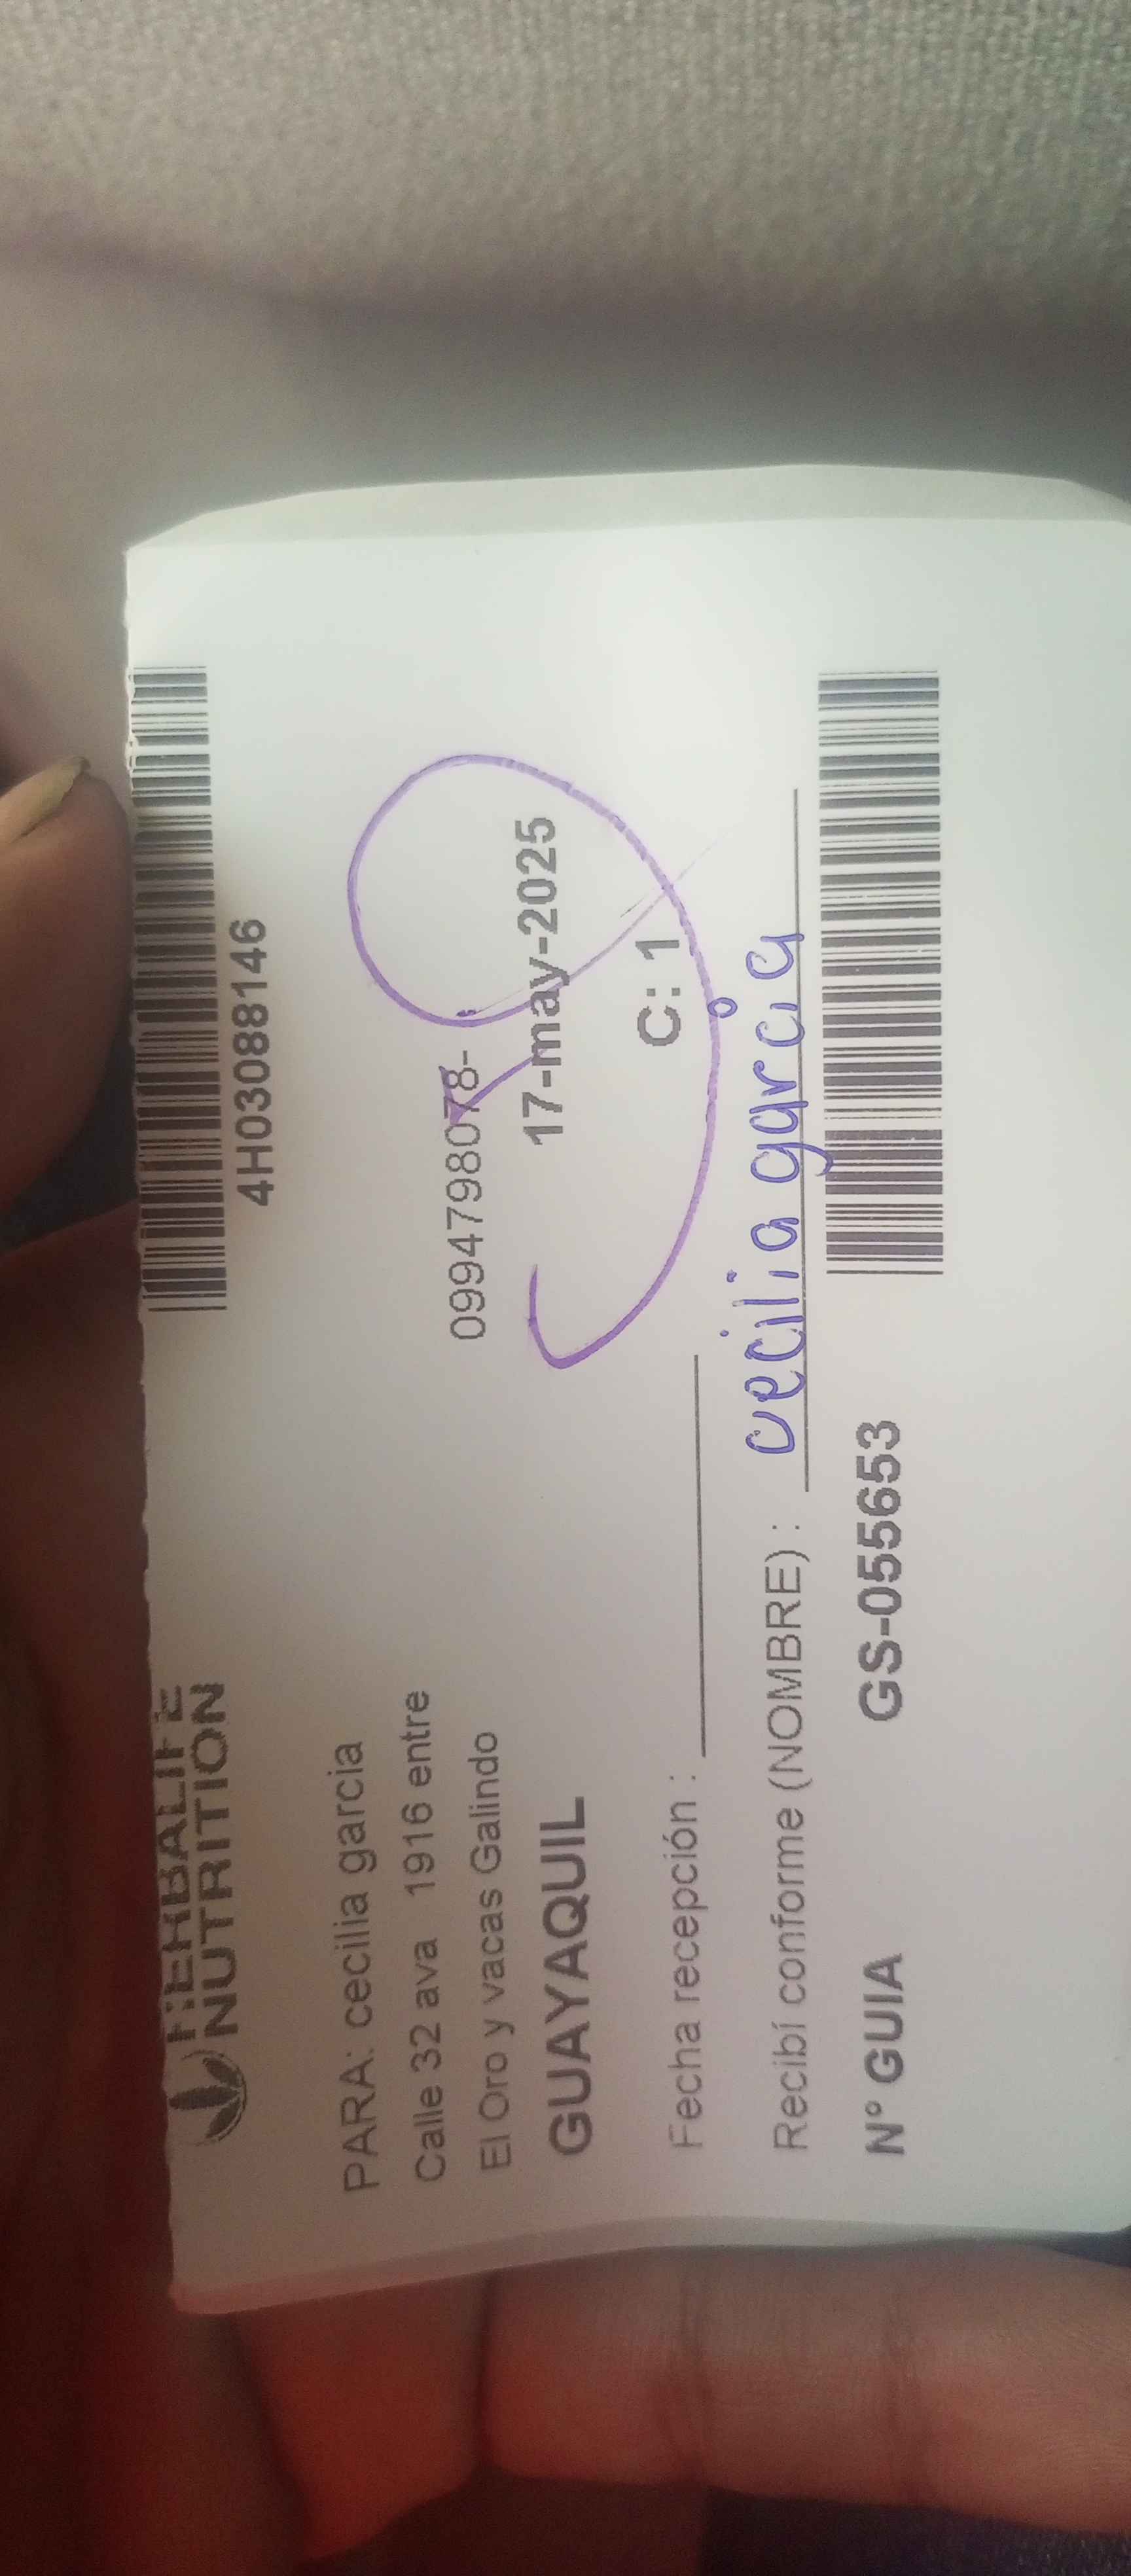 HERBALIFE
NUTRITION
4H03088146
PARA: cecilia garcia
Calle 32 ava 1916 entre
0994798078-
El Oro y vacas Galindo
17-may-2025
GUAYAQUIL
C: 1
Fecha recepción :
Recibí conforme (NOMBRE) : cecilia garcia
N° GUIA GS-055653